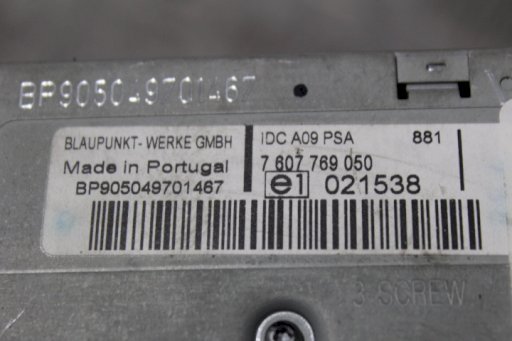 BP905049701467
BLAUPUNKT- WERKE GMBH
Made in Portugal
BP905049701467
IDC A09 PSA 881
7 607 769 050
e1 021538
3-SCREW